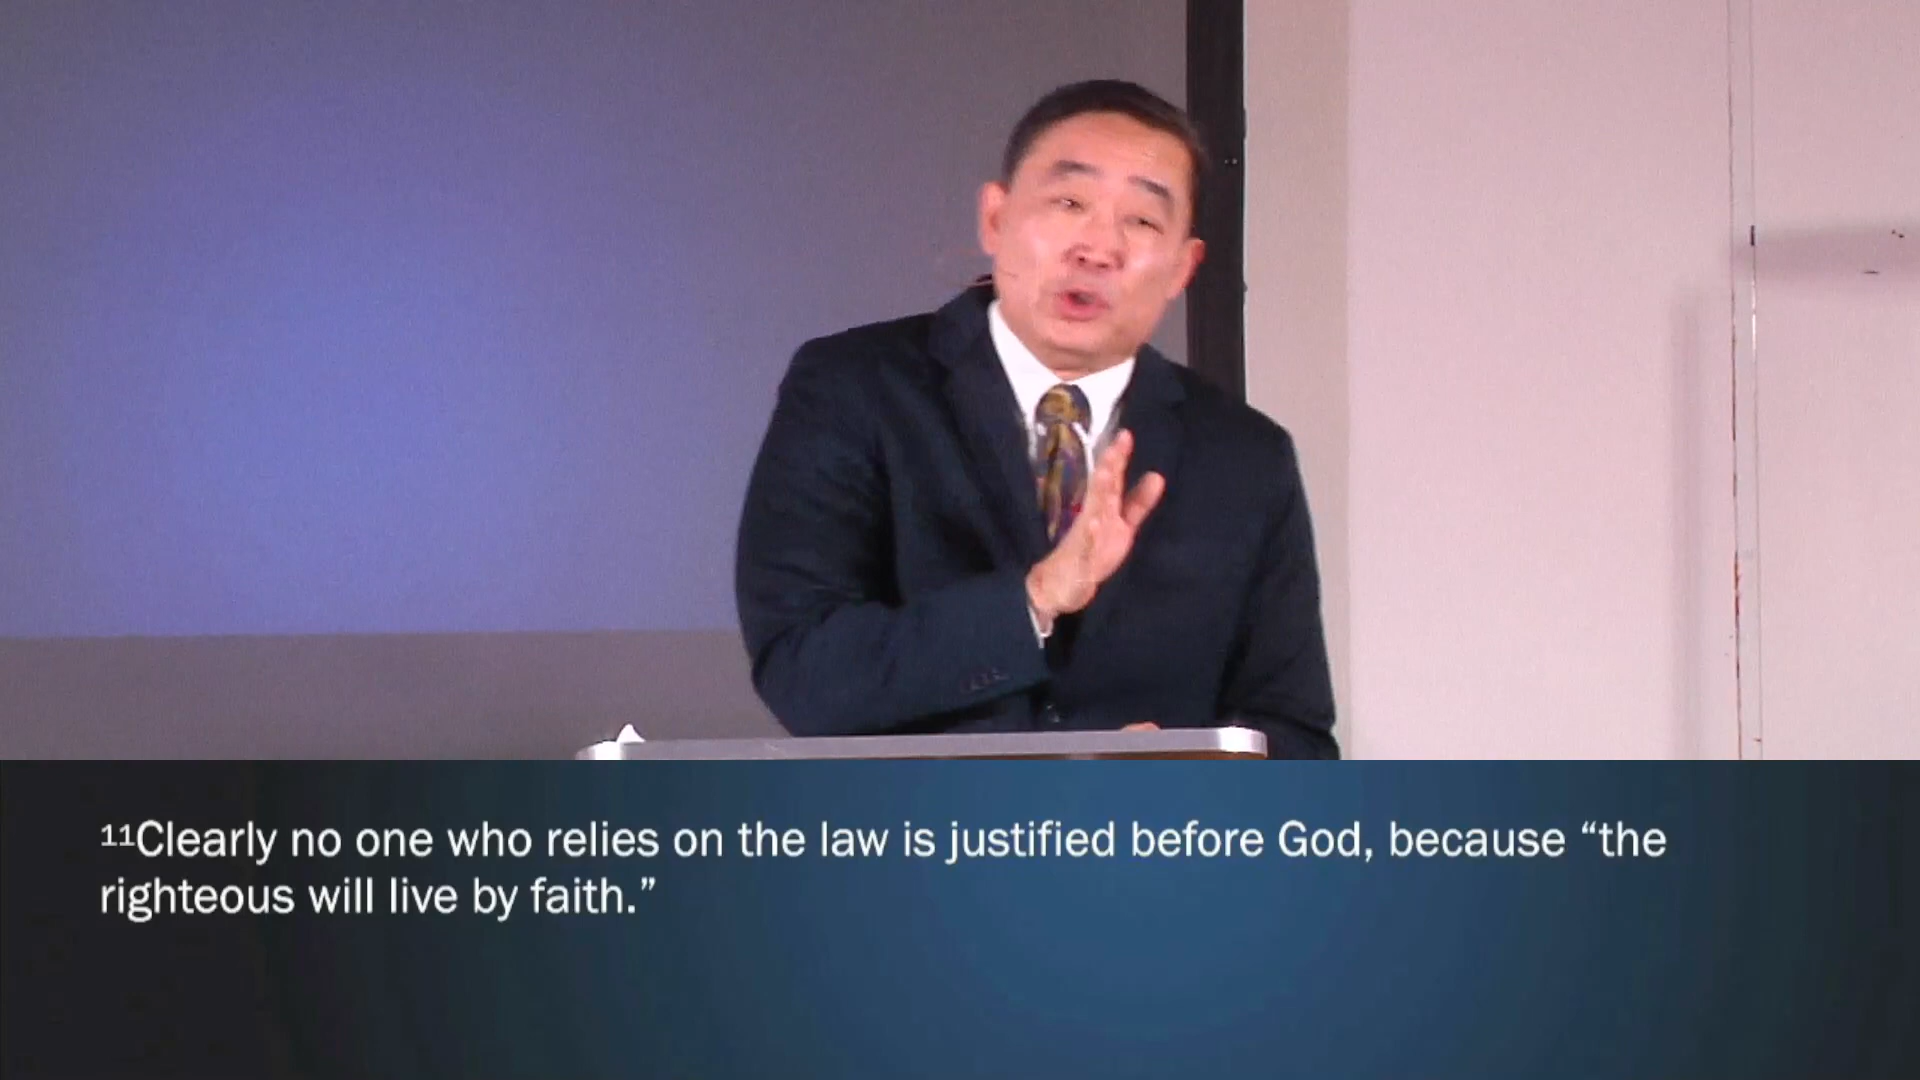 ¹¹Clearly no one who relies on the law is justified before God, because “the
righteous will live by faith.”